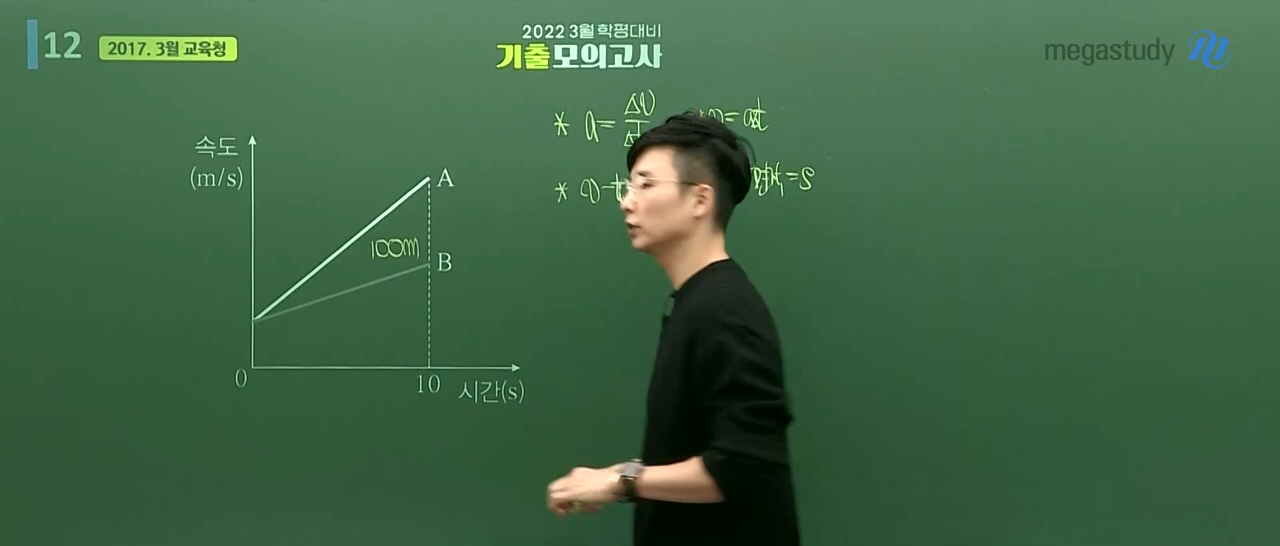 12
2017. 3월 교육청
2022 3월 학평대비
기출모의고사
megastudy
속도
(m/s)
A
100m
B
0
10
시간(s)
* a=
* v-t
=S